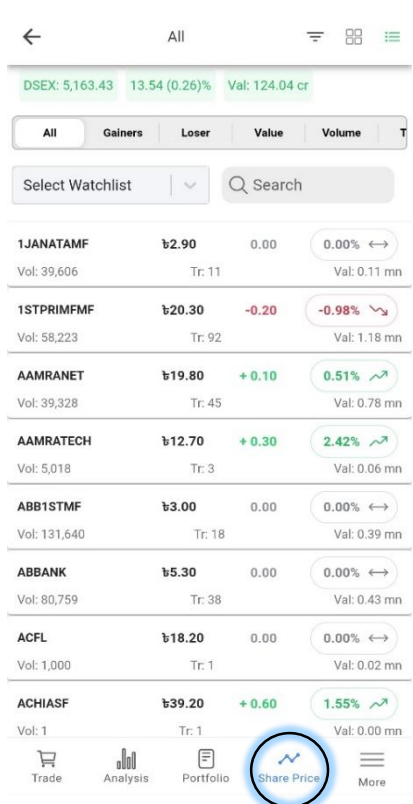 All
DSEX: 5,163.43 13.54 (0.26)% Val: 124.04 cr
All Gainers Loser Value Volume T
Select Watchlist Search
1JANATAMF ৳2.90 0.00 0.00%
Vol: 39,606 Tr: 11 Val: 0.11 mn
1STPRIMFMF ৳20.30 -0.20 -0.98%
Vol: 58,223 Tr: 92 Val: 1.18 mn
AAMRANET ৳19.80 + 0.10 0.51%
Vol: 39,328 Tr: 45 Val: 0.78 mn
AAMRATECH ৳12.70 + 0.30 2.42%
Vol: 5,018 Tr: 3 Val: 0.06 mn
ABB1STMF ৳3.00 0.00 0.00%
Vol: 131,640 Tr: 18 Val: 0.39 mn
ABBANK ৳5.30 0.00 0.00%
Vol: 80,759 Tr: 38 Val: 0.43 mn
ACFL ৳18.20 0.00 0.00%
Vol: 1,000 Tr: 1 Val: 0.02 mn
ACHIASF ৳39.20 + 0.60 1.55%
Vol: 1 Tr: 1 Val: 0.00 mn
Trade Analysis Portfolio Share Price More